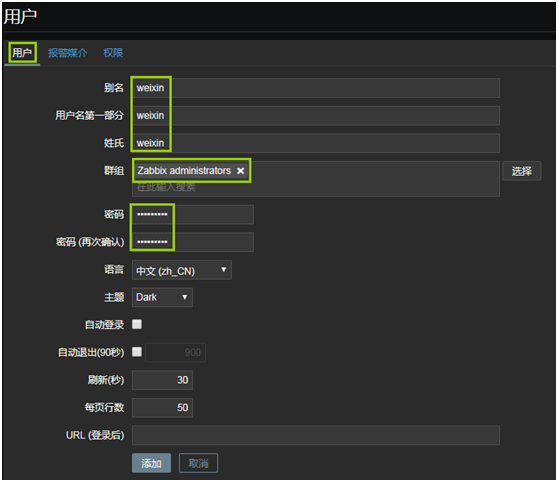 用户
用户 报警媒介 权限
别名 weixin
用户名第一部分 weixin
姓氏 weixin
群组 Zabbix administrators ✖ 选择
在此输入搜索
密码 •••••••••
密码 (再次确认) •••••••••
语言 中文 (zh_CN) ▼
主题 Dark ▼
自动登录
自动退出(90秒) 900
刷新(秒) 30
每页行数 50
URL (登录后)
添加 取消